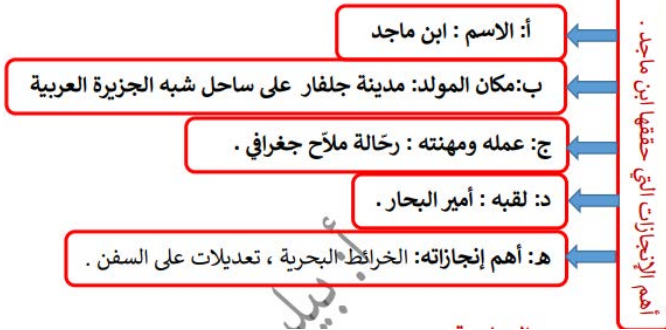 أهم الإنجازات التي حققها ابن ماجد .
أ: الاسم : ابن ماجد
ب:مكان المولد: مدينة جلفار على ساحل شبه الجزيرة العربية
ج: عمله ومهنته : رحّالة ملاّح جغرافي .
د: لقبه : أمير البحار .
هـ: أهم إنجازاته: الخرائط البحرية ، تعديلات على السفن .